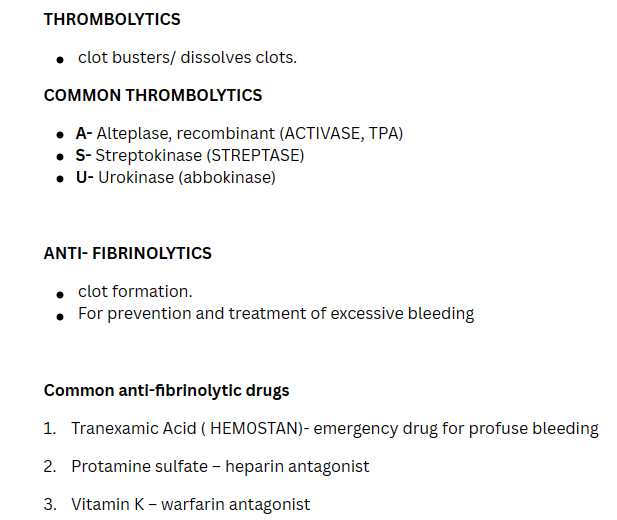 THROMBOLYTICS
● clot busters/ dissolves clots.
COMMON THROMBOLYTICS
● A- Alteplase, recombinant (ACTIVASE, TPA)
● S- Streptokinase (STREPTASE)
● U- Urokinase (abbokinase)
ANTI- FIBRINOLYTICS
● clot formation.
● For prevention and treatment of excessive bleeding
Common anti-fibrinolytic drugs
1. Tranexamic Acid ( HEMOSTAN)- emergency drug for profuse bleeding
2. Protamine sulfate – heparin antagonist
3. Vitamin K – warfarin antagonist